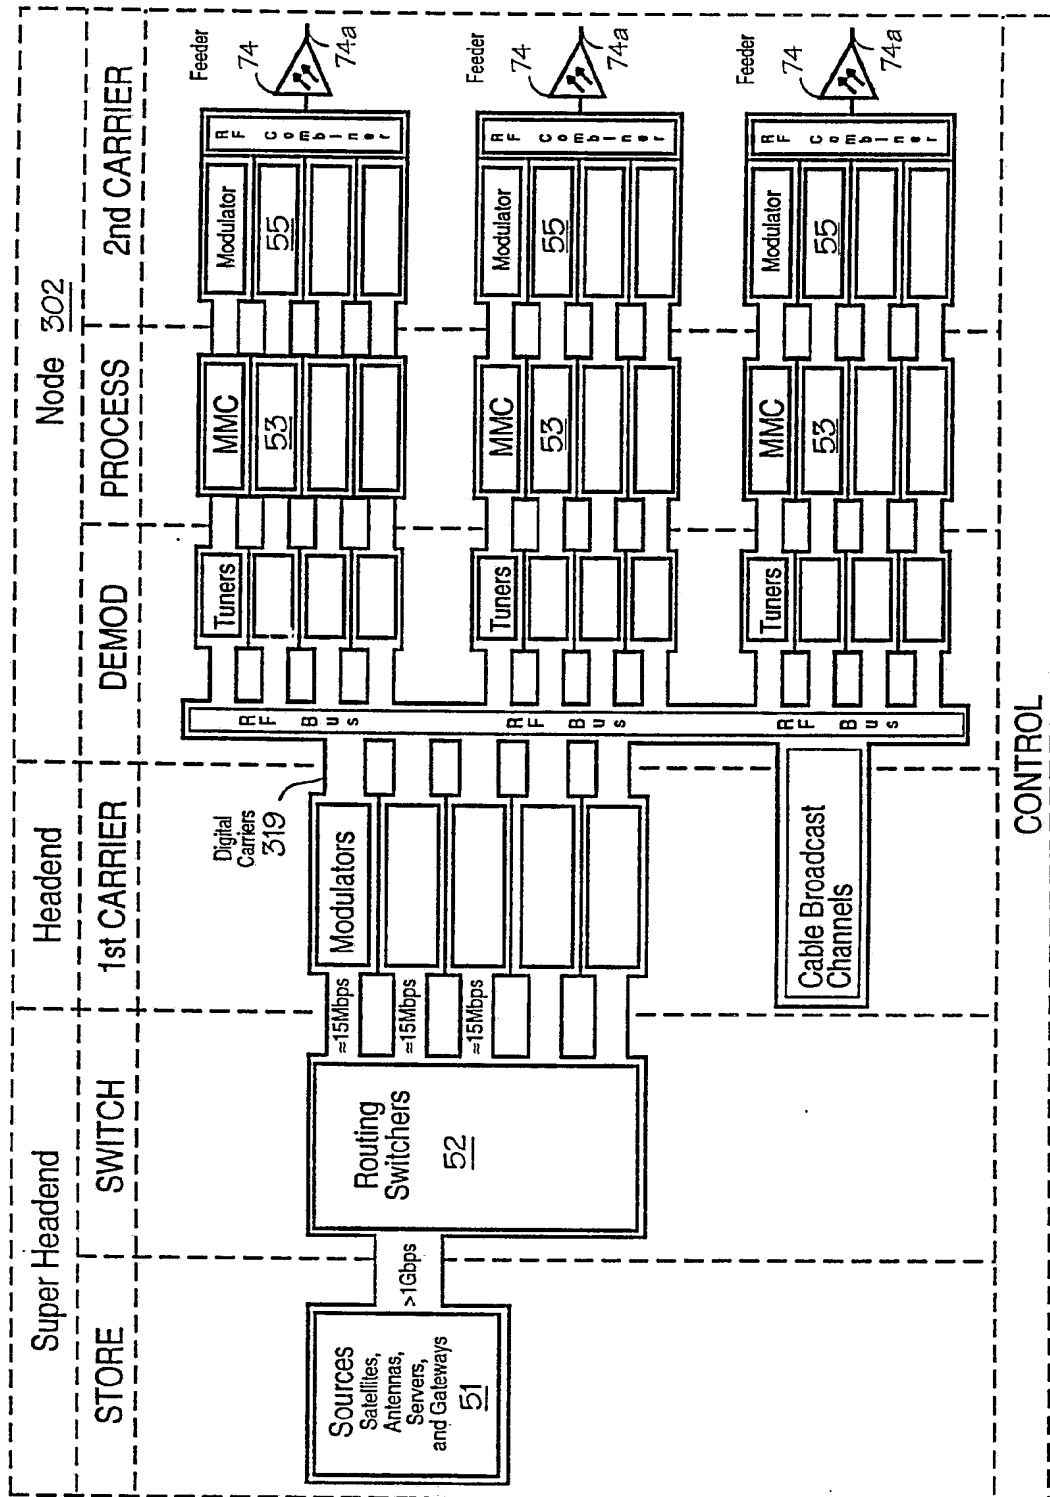 Super Headend
Headend
Node 302
STORE
SWITCH
1st CARRIER
DEMOD
PROCESS
2nd CARRIER
Sources
Satellites,
Antennas,
Servers,
and Gateways
51
>1Gbps
Routing
Switchers
52
≈15Mbps
≈15Mbps
≈15Mbps
Modulators
Digital
Carriers
319
Cable Broadcast
Channels
RF Bus
RF Bus
RF Bus
Tuners
MMC
53
Modulator
55
RF Combiner
Feeder
74
74a
Tuners
MMC
53
Modulator
55
RF Combiner
Feeder
74
74a
Tuners
MMC
53
Modulator
55
RF Combiner
Feeder
74
74a
CONTROL